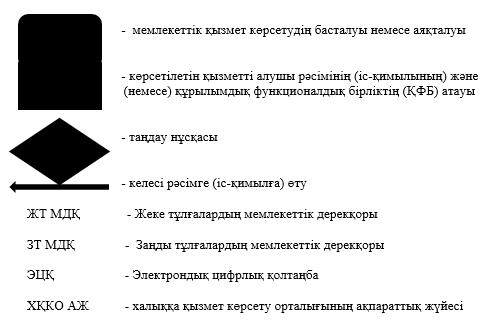 - мемлекеттік қызмет көрсетудің басталуы немесе аяқталуы
- көрсетілетін қызметті алушы рәсімінің (іс-қимылының) және
(немесе) құрылымдық функционалдық бірліктің (ҚФБ) атауы
- таңдау нұсқасы
- келесі рәсімге (іс-қимылға) өту
ЖТ МДҚ - Жеке тұлғалардың мемлекеттік дерекқоры
ЗТ МДҚ - Заңды тұлғалардың мемлекеттік дерекқоры
ЭЦҚ - Электрондық цифрлық қолтаңба
ХҚКО АЖ - халыққа қызмет көрсету орталығының ақпараттық жүйесі